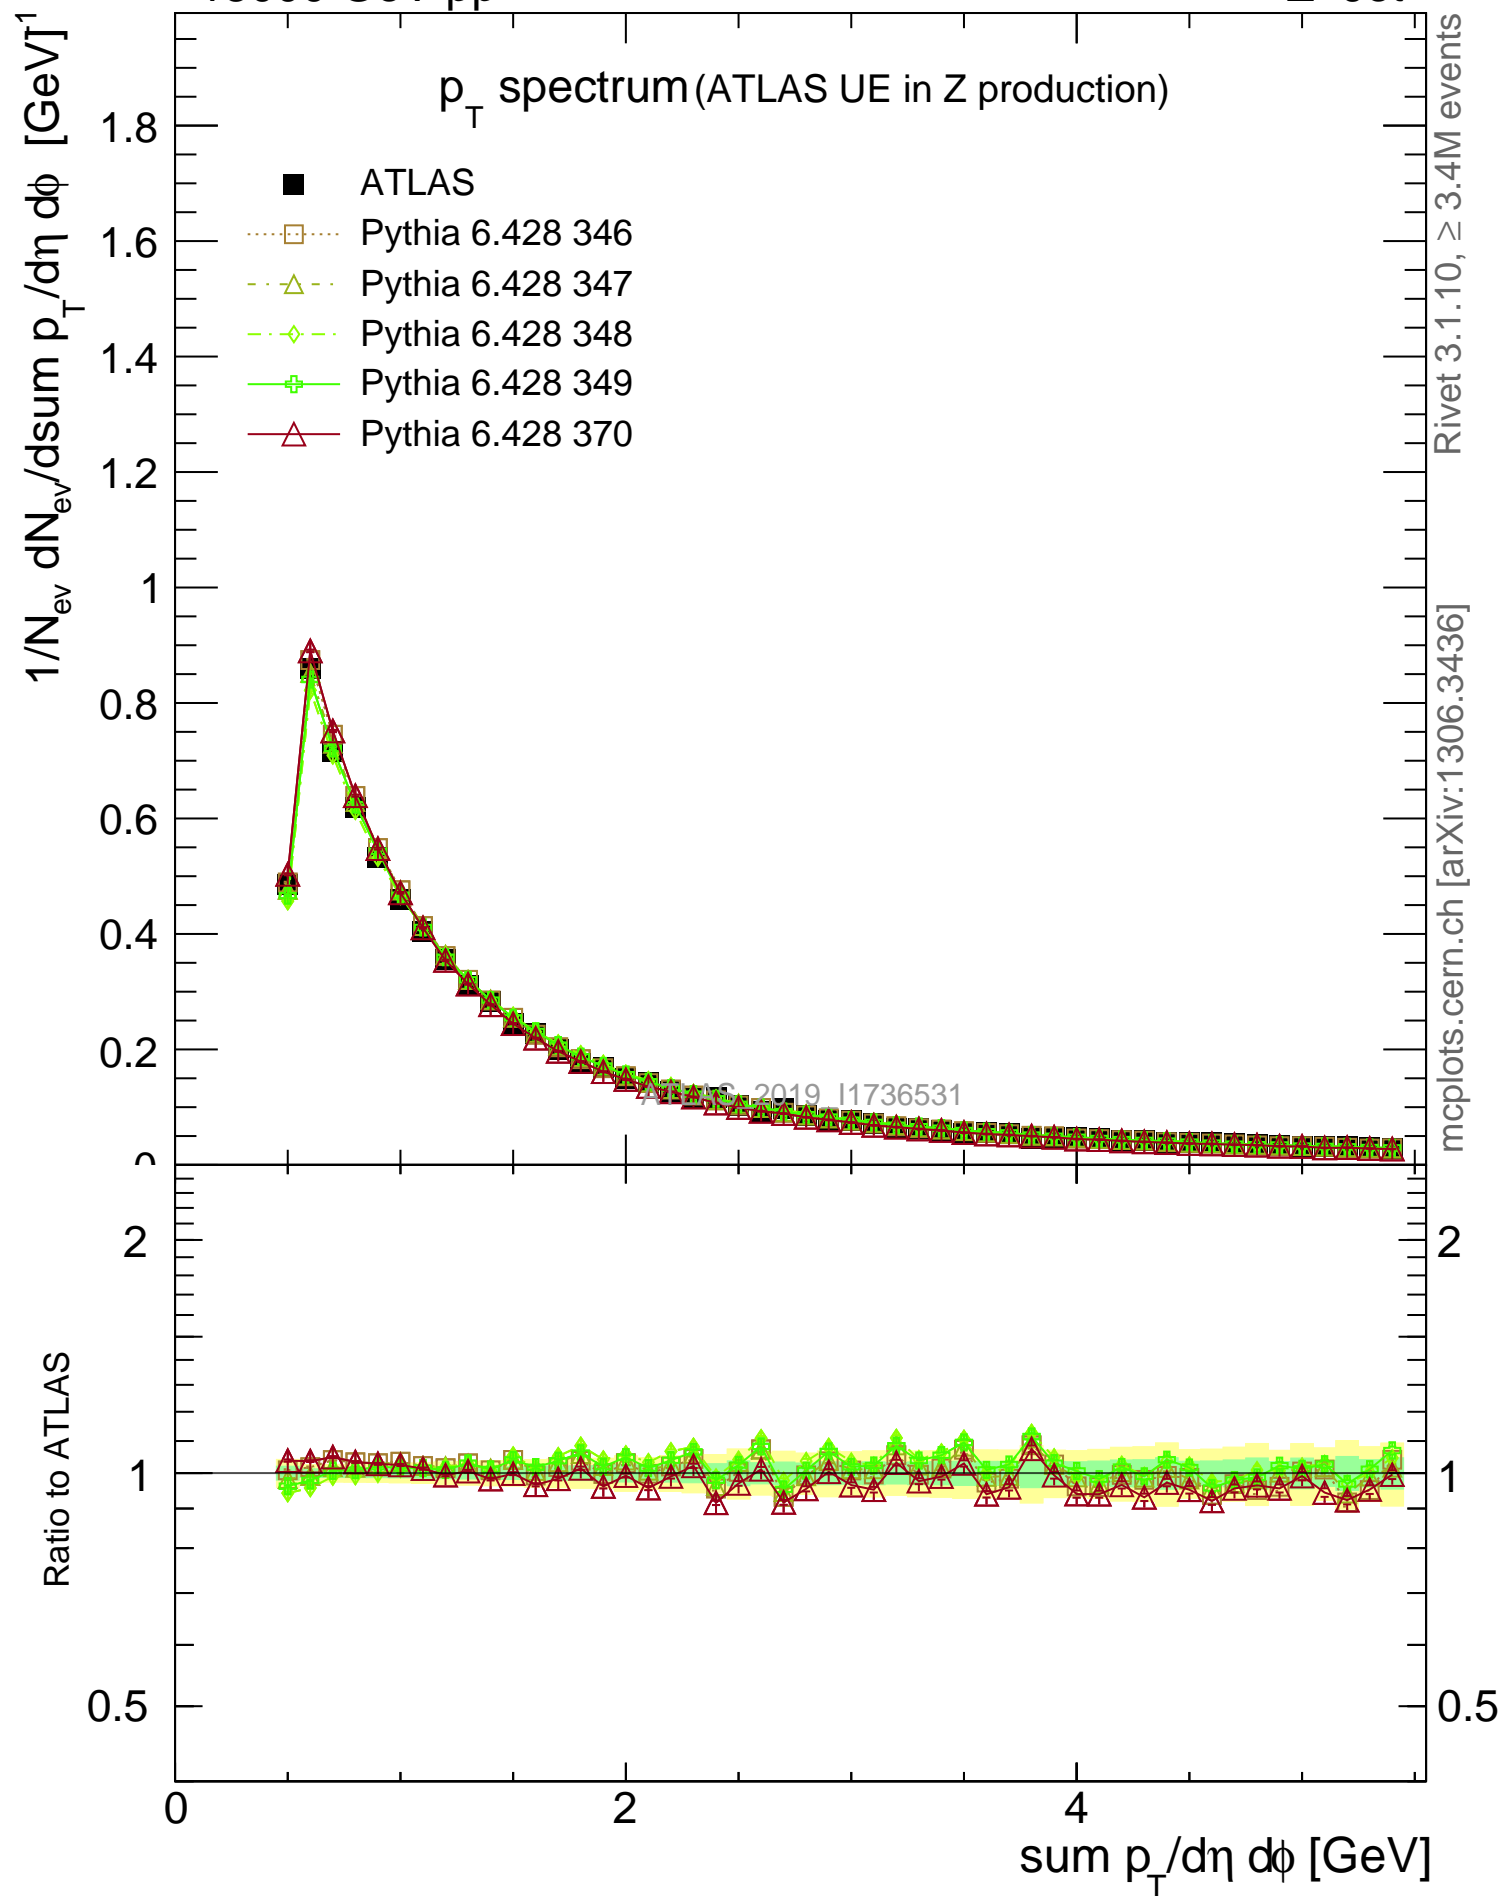 1/N_ev dN_ev/dsum p_T/dη dϕ [GeV]^-1
p_T spectrum (ATLAS UE in Z production)
ATLAS
Pythia 6.428 346
Pythia 6.428 347
Pythia 6.428 348
Pythia 6.428 349
Pythia 6.428 370
1.8
1.6
1.4
1.2
1
0.8
0.6
0.4
0.2
0
ATLAS_2019_I1736531
Rivet 3.1.10, ≥ 3.4M events
mcplots.cern.ch [arXiv:1306.3436]
Ratio to ATLAS
2
1
0.5
2
1
0.5
0
2
4
sum p_T/dη dϕ [GeV]